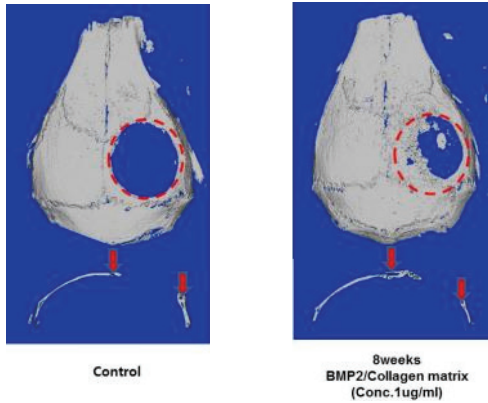 Control
8weeks
BMP2/Collagen matrix
(Conc.1ug/ml)